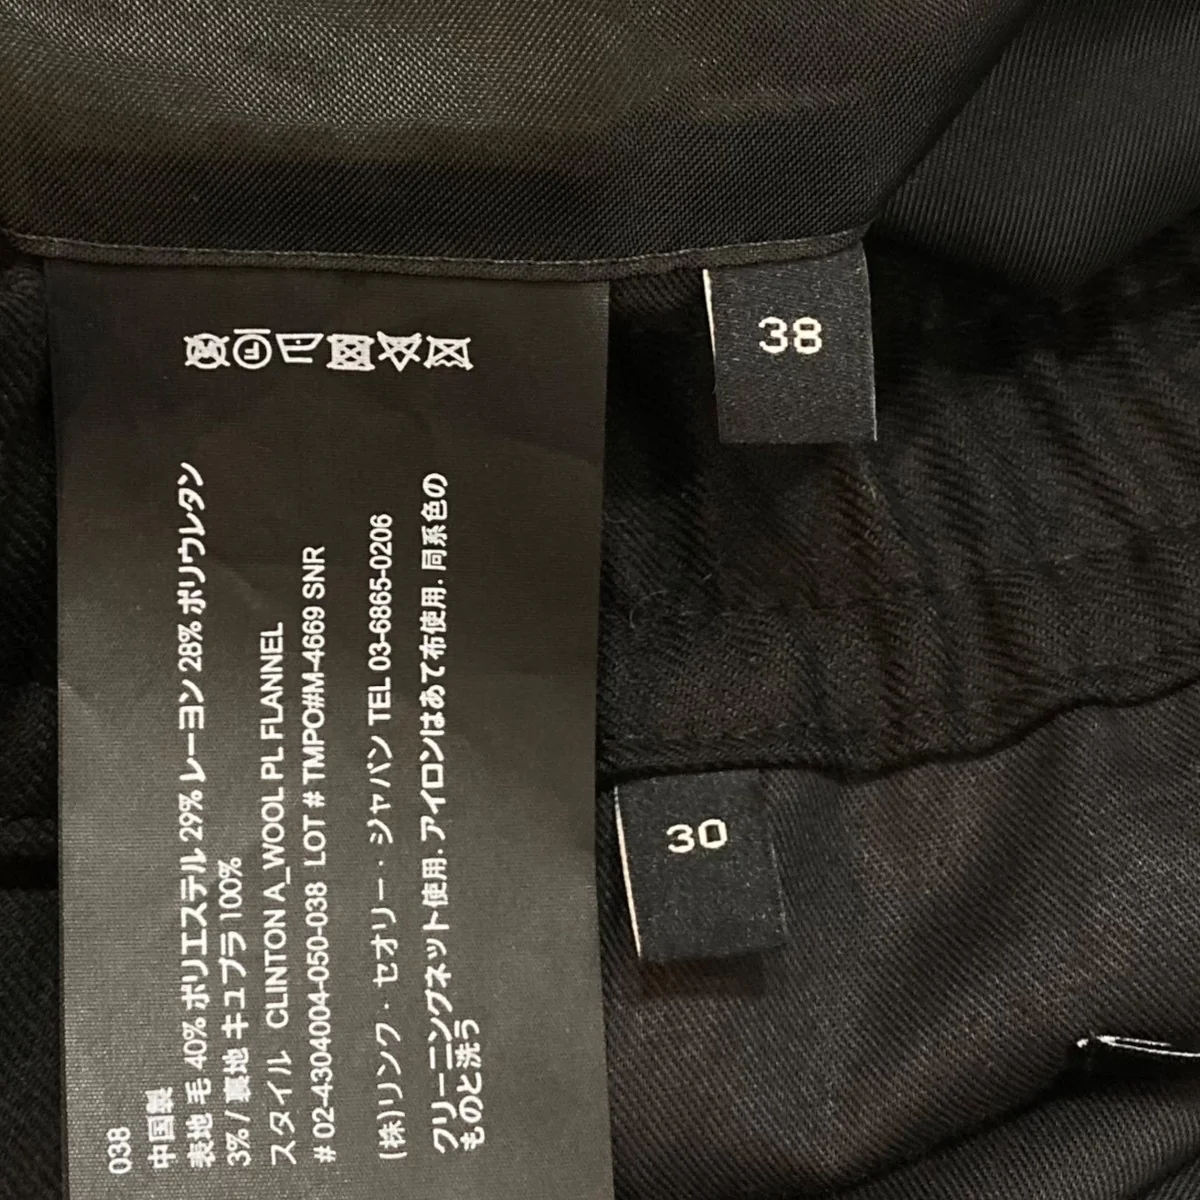 038
中国製
表地 毛 40% ポリエステル 29% レーヨン 28% ポリウレタン
3% / 裏地 キュプラ 100%
スタイル CLINTON A_WOOL PL FLANNEL
# 02-4304004-050-038 LOT # TMPO#M-4669 SNR
(株)リンク・セオリー・ジャパン TEL 03-6865-0206
クリーニングネット使用. アイロンはあて布使用. 同系色の
ものと洗う
38
30